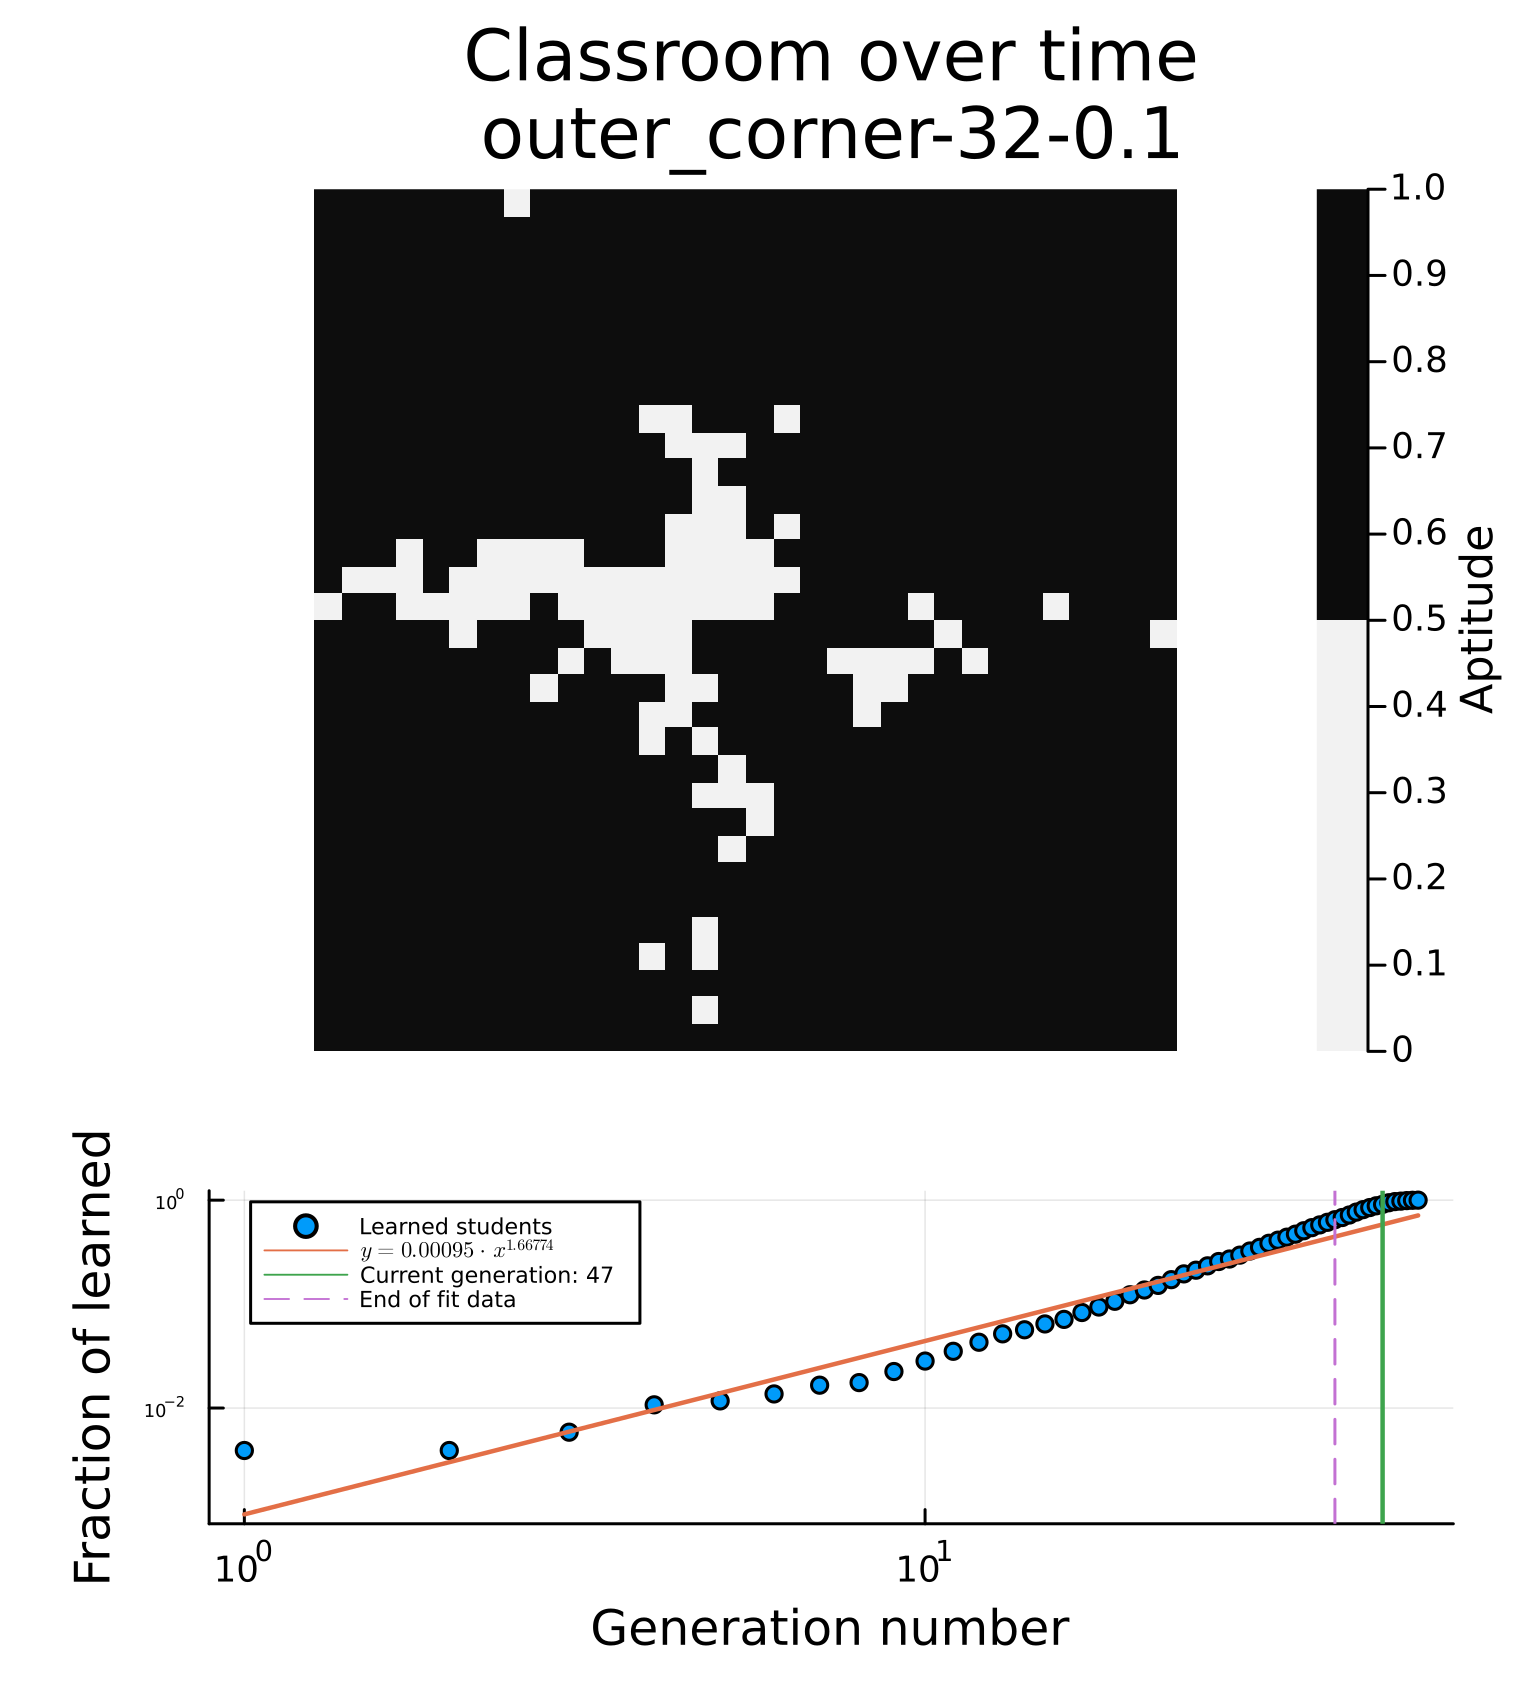 Classroom over time
outer_corner-32-0.1
1.0
0.9
0.8
0.7
0.6
0.5
0.4
0.3
0.2
0.1
0
Aptitude
Fraction of learned
10⁰
10⁻²
Learned students
y = 0.00095 · x^1.66774
Current generation: 47
End of fit data
10⁰
10¹
Generation number